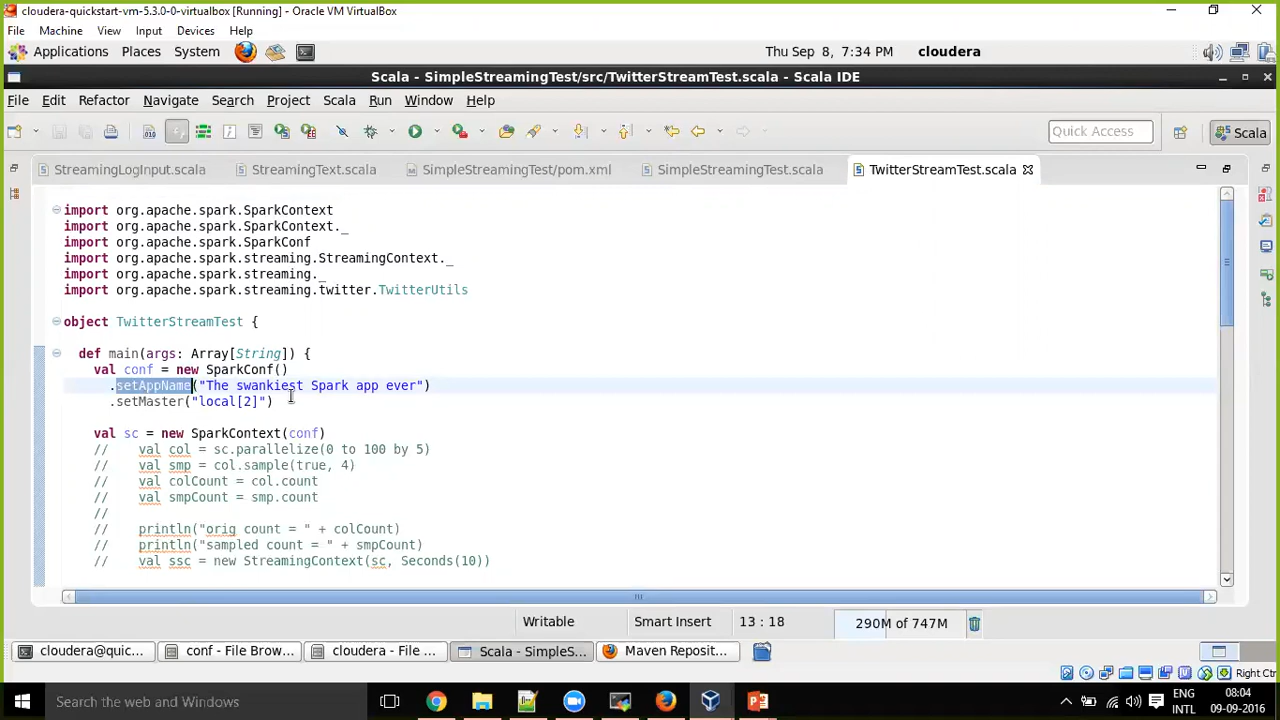 cloudera-quickstart-vm-5.3.0-0-virtualbox [Running] - Oracle VM VirtualBox
File Machine View Input Devices Help
Applications Places System Thu Sep 8, 7:34 PM cloudera
Scala - SimpleStreamingTest/src/TwitterStreamTest.scala - Scala IDE
File Edit Refactor Navigate Search Project Scala Run Window Help
Quick Access Scala
StreamingLogInput.scala StreamingText.scala SimpleStreamingTest/pom.xml SimpleStreamingTest.scala TwitterStreamTest.scala
import org.apache.spark.SparkContext
import org.apache.spark.SparkContext._
import org.apache.spark.SparkConf
import org.apache.spark.streaming.StreamingContext._
import org.apache.spark.streaming._
import org.apache.spark.streaming.twitter.TwitterUtils
object TwitterStreamTest {
def main(args: Array[String]) {
val conf = new SparkConf()
.setAppName("The swankiest Spark app ever")
.setMaster("local[2]")
val sc = new SparkContext(conf)
// val col = sc.parallelize(0 to 100 by 5)
// val smp = col.sample(true, 4)
// val colCount = col.count
// val smpCount = smp.count
//
// println("orig count = " + colCount)
// println("sampled count = " + smpCount)
// val ssc = new StreamingContext(sc, Seconds(10))
Writable Smart Insert 13 : 18 290M of 747M
cloudera@quic... conf - File Brow... cloudera - File ... Scala - SimpleS... Maven Reposit...
Right Ctrl
Search the web and Windows ENG 08:04
INTL 09-09-2016